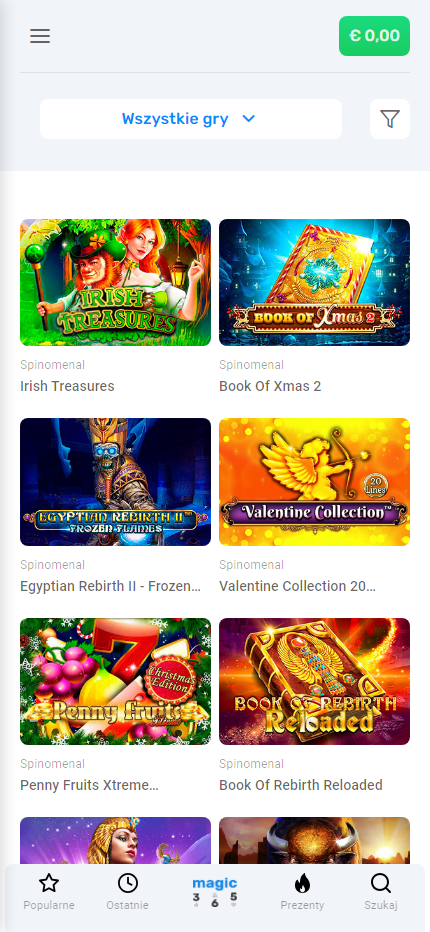 € 0,00
Wszystkie gry
IRISH
TREASURES
BOOK OF Xmas 2
Spinomenal
Irish Treasures
Spinomenal
Book Of Xmas 2
EGYPTIAN REBIRTH II™
FROZEN FLAMES
20
Lines
Valentine Collection™
Spinomenal
Egyptian Rebirth II - Frozen...
Spinomenal
Valentine Collection 20...
7
Christmas
Edition
Penny Fruits
BOOK OF REBIRTH
Reloaded
Spinomenal
Penny Fruits Xtreme...
Spinomenal
Book Of Rebirth Reloaded
Popularne
Ostatnie
magic
3 6 5
Prezenty
Szukaj